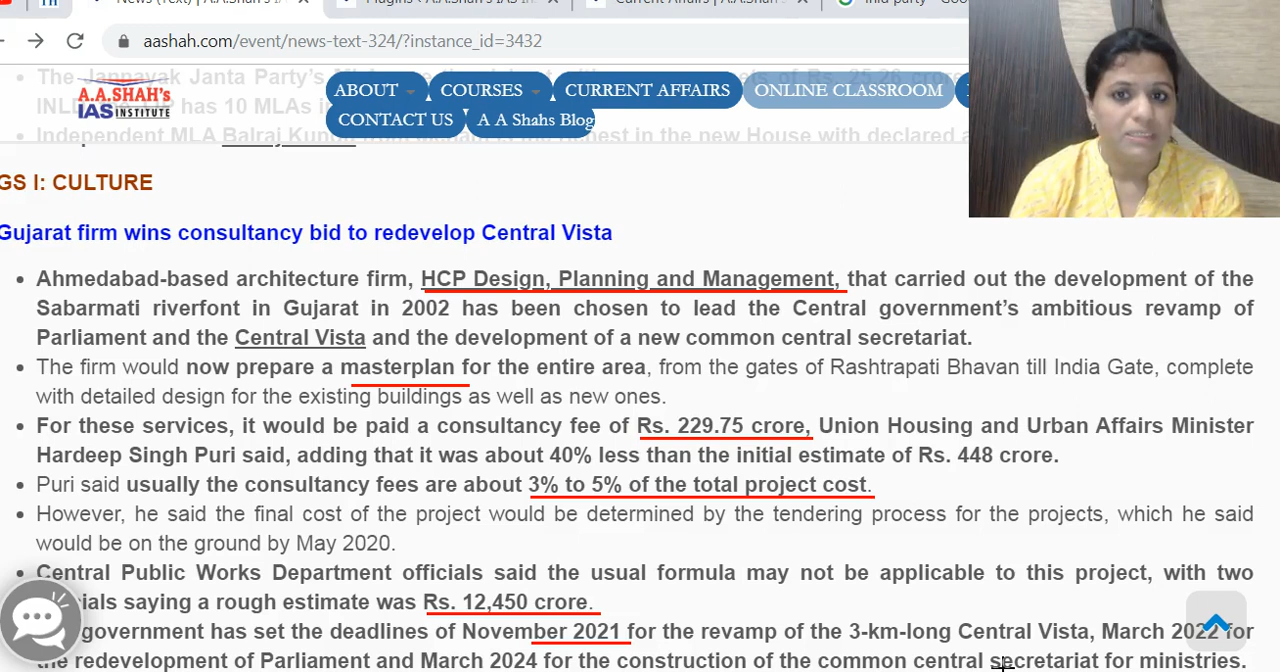 aashah.com/event/news-text-324/?instance_id=3432
A.A.SHAH'S
IAS INSTITUTE
ABOUT COURSES CURRENT AFFAIRS ONLINE CLASSROOM
CONTACT US A A Shahs Blog
GS I: CULTURE
Gujarat firm wins consultancy bid to redevelop Central Vista
• Ahmedabad-based architecture firm, HCP Design, Planning and Management, that carried out the development of the
Sabarmati riverfont in Gujarat in 2002 has been chosen to lead the Central government's ambitious revamp of
Parliament and the Central Vista and the development of a new common central secretariat.
• The firm would now prepare a masterplan for the entire area, from the gates of Rashtrapati Bhavan till India Gate, complete
with detailed design for the existing buildings as well as new ones.
• For these services, it would be paid a consultancy fee of Rs. 229.75 crore, Union Housing and Urban Affairs Minister
Hardeep Singh Puri said, adding that it was about 40% less than the initial estimate of Rs. 448 crore.
• Puri said usually the consultancy fees are about 3% to 5% of the total project cost.
• However, he said the final cost of the project would be determined by the tendering process for the projects, which he said
would be on the ground by May 2020.
• Central Public Works Department officials said the usual formula may not be applicable to this project, with two
saying a rough estimate was Rs. 12,450 crore.
government has set the deadlines of November 2021 for the revamp of the 3-km-long Central Vista, March 2022 for
the redevelopment of Parliament and March 2024 for the construction of the common central secretariat for ministries.